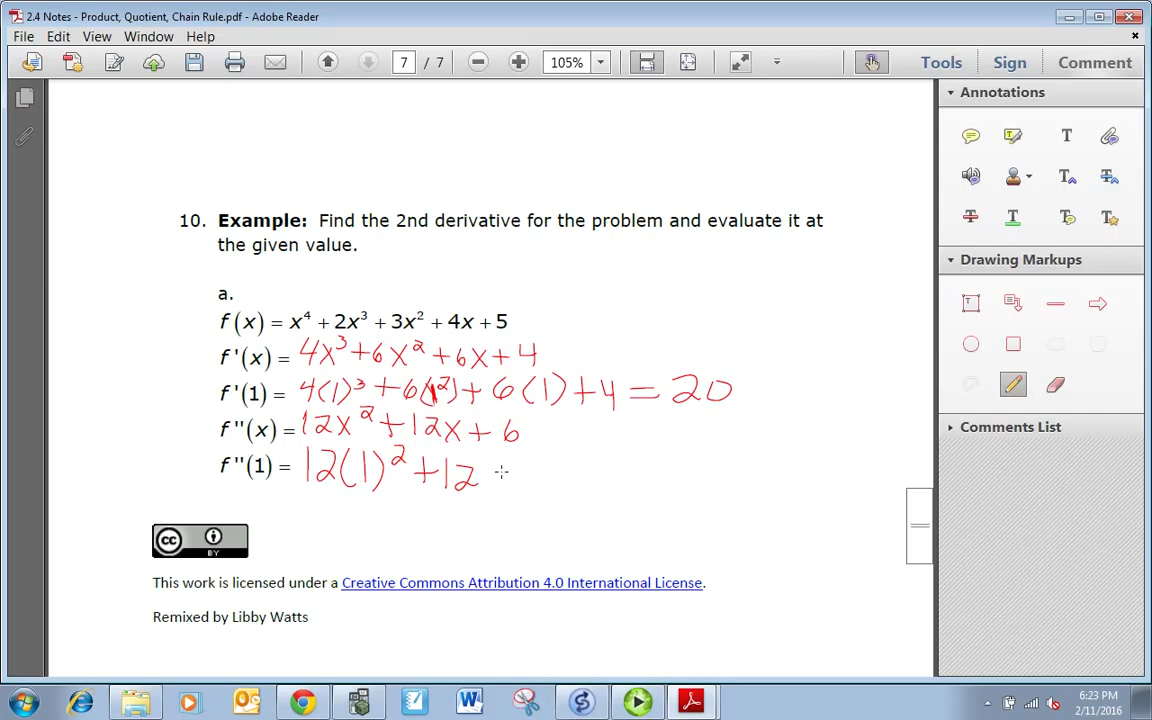 2.4 Notes - Product, Quotient, Chain Rule.pdf - Adobe Reader
File Edit View Window Help
7 / 7 105% Tools Sign Comment
Annotations
Drawing Markups
Comments List
10. Example: Find the 2nd derivative for the problem and evaluate it at
the given value.
a.
f(x) = x⁴ + 2x³ + 3x² + 4x + 5
f'(x) = 4x³ + 6x² + 6x + 4
f'(1) = 4(1)³ + 6(1²) + 6(1) + 4 = 20
f''(x) = 12x² + 12x + 6
f''(1) = 12(1)² + 12
cc BY
This work is licensed under a Creative Commons Attribution 4.0 International License.
Remixed by Libby Watts
6:23 PM
2/11/2016